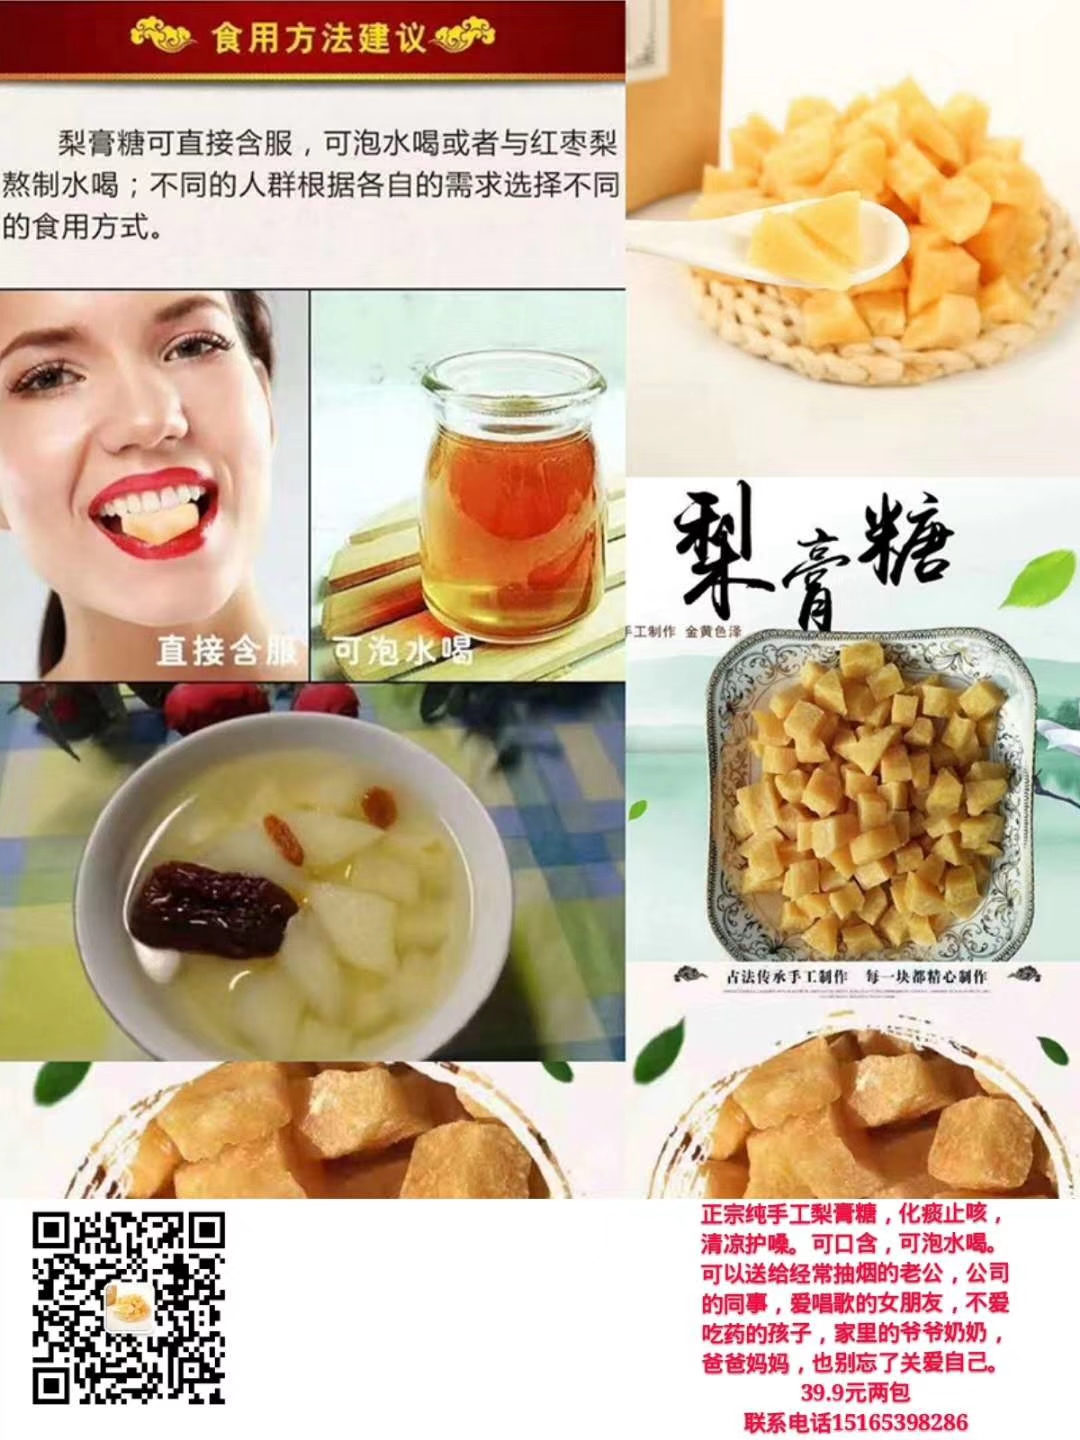 食用方法建议
梨膏糖可直接含服，可泡水喝或者与红枣梨
熬制水喝；不同的人群根据各自的需求选择不同
的食用方式。
直接含服
可泡水喝
梨膏糖
手工制作 金黄色泽
古法传承手工制作 每一块都精心制作
正宗纯手工梨膏糖，化痰止咳，
清凉护嗓。可口含，可泡水喝。
可以送给经常抽烟的老公，公司
的同事，爱唱歌的女朋友，不爱
吃药的孩子，家里的爷爷奶奶，
爸爸妈妈，也别忘了关爱自己。
39.9元两包
联系电话15165398286